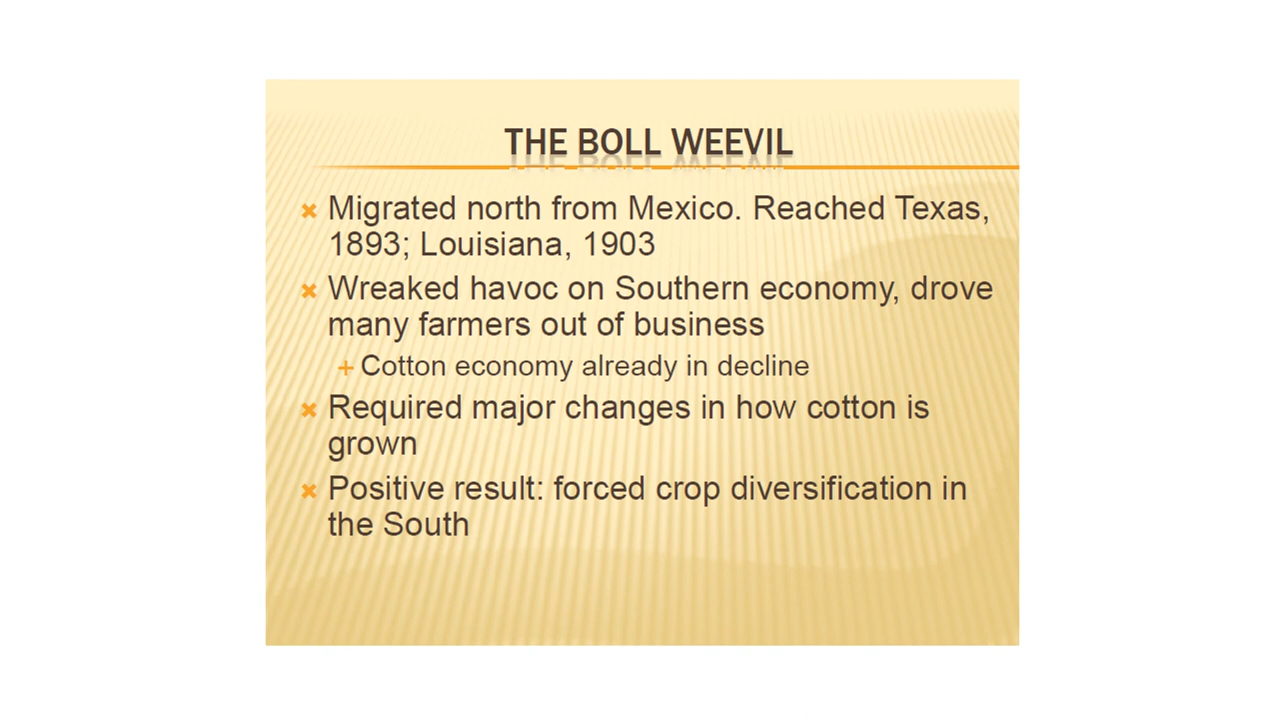 THE BOLL WEEVIL
Migrated north from Mexico. Reached Texas,
1893; Louisiana, 1903
Wreaked havoc on Southern economy, drove
many farmers out of business
Cotton economy already in decline
Required major changes in how cotton is
grown
Positive result: forced crop diversification in
the South